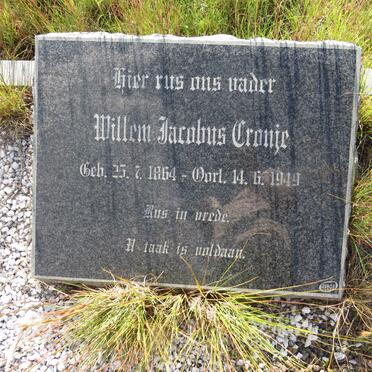 Hier rus ons vader
Willem Jacobus Cronje
Geb. 25. 7. 1864 - Oorl. 14. 6. 1949
Rus in vrede.
U taak is voldaan.